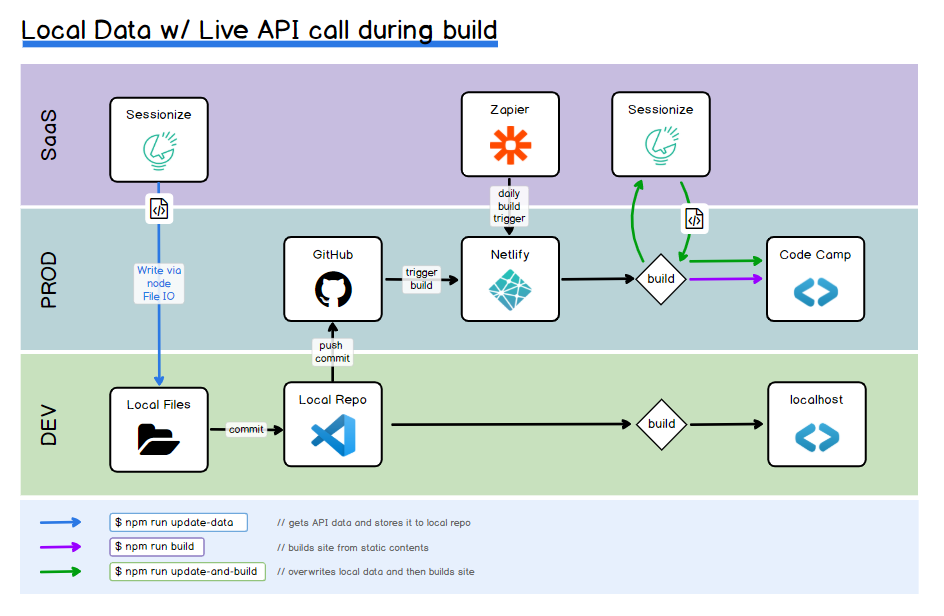 Local Data w/ Live API call during build
SaaS
Sessionize
Zapier
Sessionize
daily
build
trigger
PROD
Write via
node
File IO
GitHub
trigger
build
Netlify
build
Code Camp
push
commit
DEV
Local Files
commit
Local Repo
build
localhost
$ npm run update-data // gets API data and stores it to local repo
$ npm run build // builds site from static contents
$ npm run update-and-build // overwrites local data and then builds site